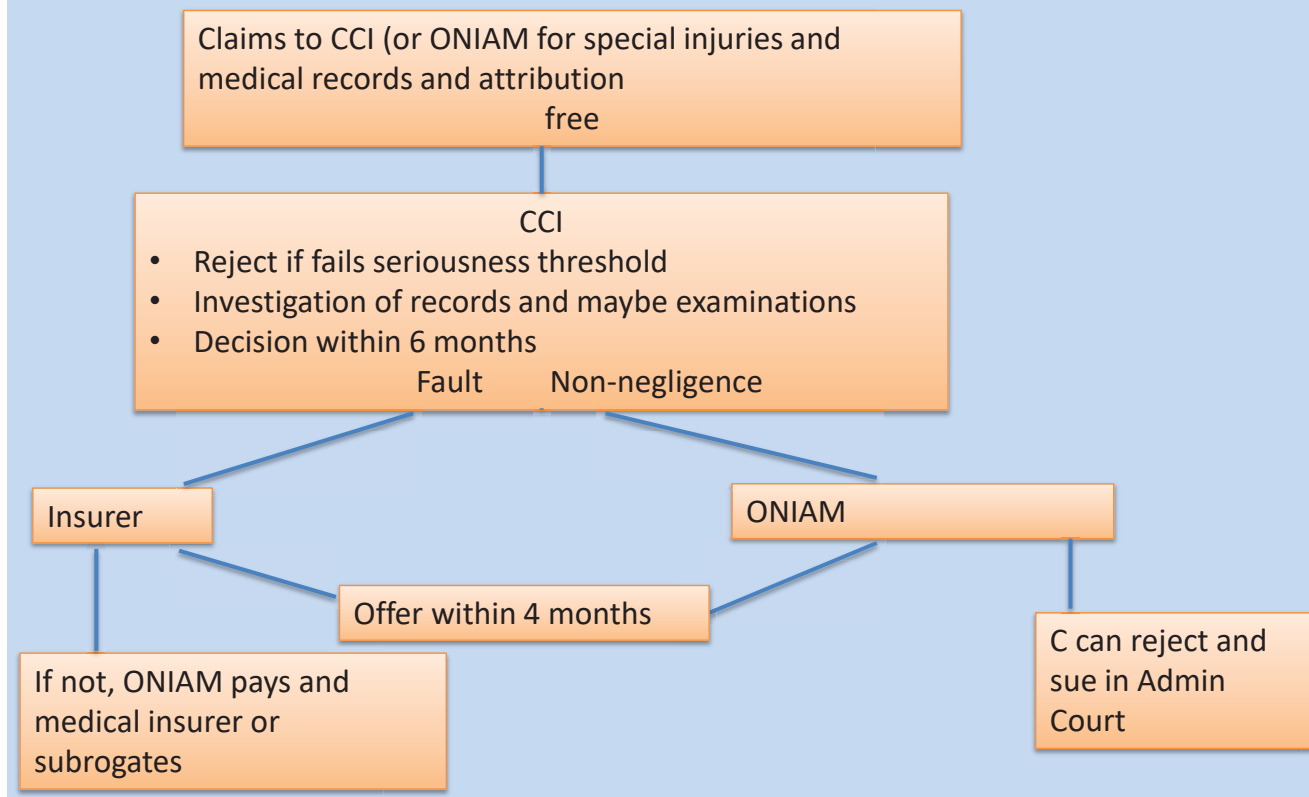 Claims to CCI (or ONIAM for special injuries and
medical records and attribution
free
CCI
• Reject if fails seriousness threshold
• Investigation of records and maybe examinations
• Decision within 6 months
Fault Non-negligence
Insurer
ONIAM
Offer within 4 months
If not, ONIAM pays and
medical insurer or
subrogates
C can reject and
sue in Admin
Court